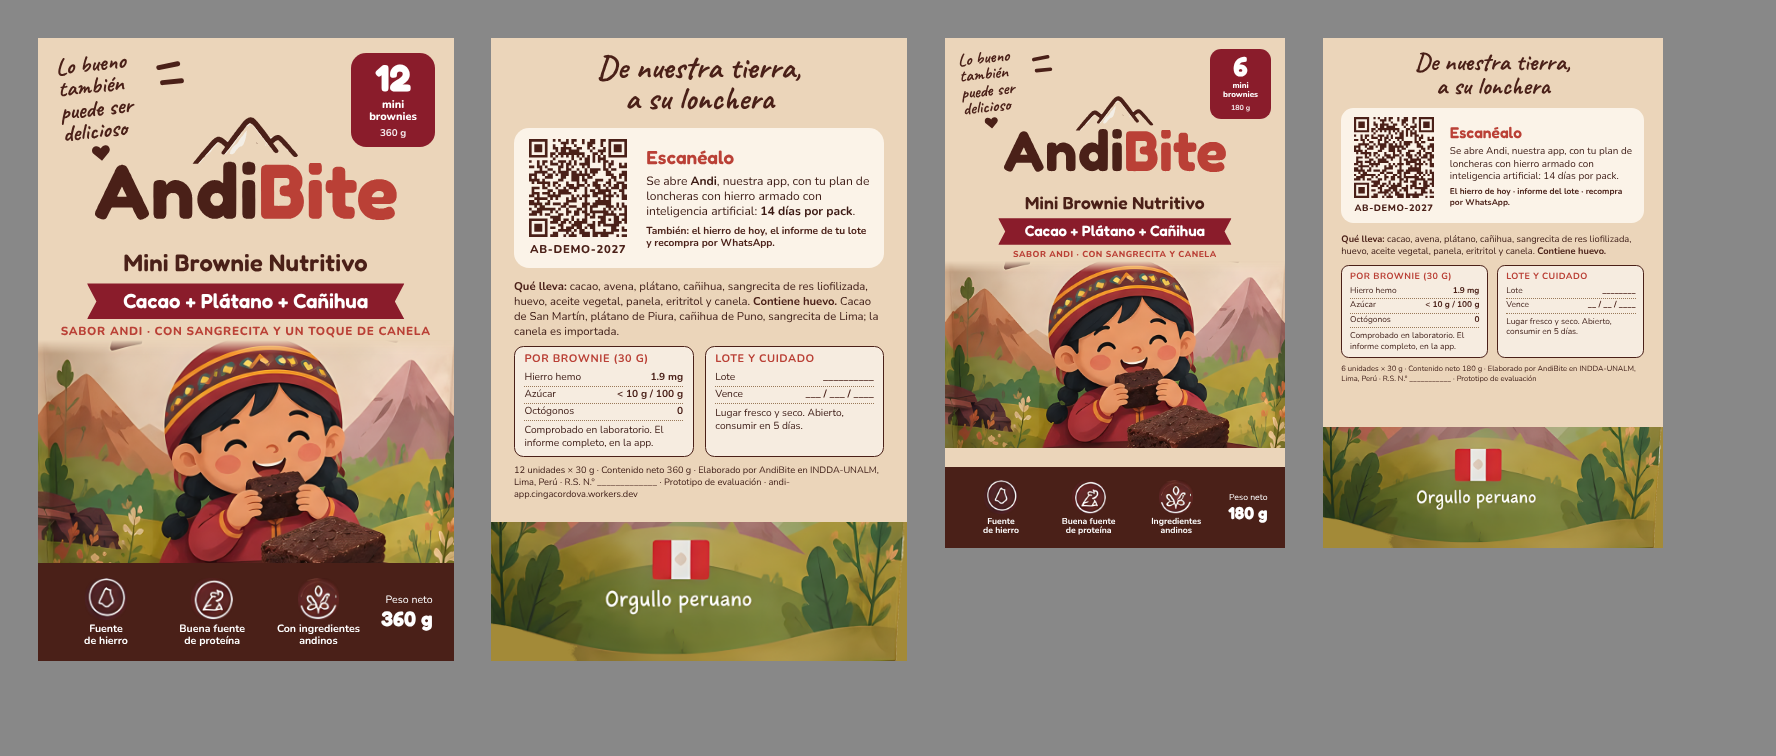 Lo bueno
también
puede ser
delicioso
12
mini
brownies
360 g
AndiBite
Mini Brownie Nutritivo
Cacao + Plátano + Cañihua
SABOR ANDI · CON SANGRECITA Y UN TOQUE DE CANELA
Fuente
de hierro
Buena fuente
de proteína
Con ingredientes
andinos
Peso neto
360 g
De nuestra tierra,
a su lonchera
AB-DEMO-2027
Escanéalo
Se abre Andi, nuestra app, con tu plan de
loncheras con hierro armado con
inteligencia artificial: 14 días por pack.
También: el hierro de hoy, el informe de tu lote
y recompra por WhatsApp.
Qué lleva: cacao, avena, plátano, cañihua, sangrecita de res liofilizada,
huevo, aceite vegetal, panela, eritritol y canela. Contiene huevo. Cacao
de San Martín, plátano de Piura, cañihua de Puno, sangrecita de Lima; la
canela es importada.
POR BROWNIE (30 G)
Hierro hemo 1.9 mg
Azúcar < 10 g / 100 g
Octógonos 0
Comprobado en laboratorio. El
informe completo, en la app.
LOTE Y CUIDADO
Lote __________
Vence ___ / ___ / ____
Lugar fresco y seco. Abierto,
consumir en 5 días.
12 unidades × 30 g · Contenido neto 360 g · Elaborado por AndiBite en INDDA-UNALM,
Lima, Perú · R.S. N.° _____________ · Prototipo de evaluación · andi-
app.cingacordova.workers.dev
Orgullo peruano
Lo bueno
también
puede ser
delicioso
6
mini
brownies
180 g
AndiBite
Mini Brownie Nutritivo
Cacao + Plátano + Cañihua
SABOR ANDI · CON SANGRECITA Y CANELA
Fuente
de hierro
Buena fuente
de proteína
Ingredientes
andinos
Peso neto
180 g
De nuestra tierra,
a su lonchera
AB-DEMO-2027
Escanéalo
Se abre Andi, nuestra app, con tu plan de
loncheras con hierro armado con
inteligencia artificial: 14 días por pack.
El hierro de hoy · informe del lote · recompra
por WhatsApp.
Qué lleva: cacao, avena, plátano, cañihua, sangrecita de res liofilizada,
huevo, aceite vegetal, panela, eritritol y canela. Contiene huevo.
POR BROWNIE (30 G)
Hierro hemo 1.9 mg
Azúcar < 10 g / 100 g
Octógonos 0
Comprobado en laboratorio. El
informe completo, en la app.
LOTE Y CUIDADO
Lote ________
Vence __ / __ / ____
Lugar fresco y seco. Abierto,
consumir en 5 días.
6 unidades × 30 g · Contenido neto 180 g · Elaborado por AndiBite en INDDA-UNALM,
Lima, Perú · R.S. N.° ___________ · Prototipo de evaluación
Orgullo peruano